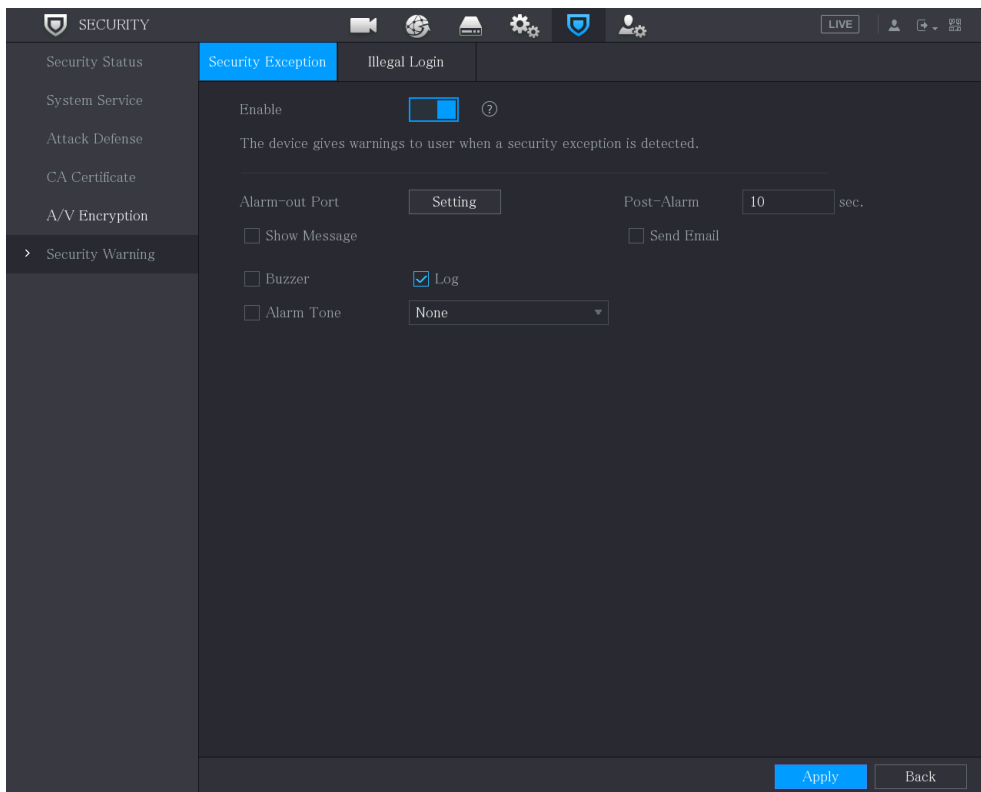 SECURITY
LIVE
Security Status
System Service
Attack Defense
CA Certificate
A/V Encryption
Security Warning
Security Exception
Illegal Login
Enable
?
The device gives warnings to user when a security exception is detected.
Alarm-out Port
Setting
Post-Alarm
10
sec.
Show Message
Send Email
Buzzer
Log
Alarm Tone
None
Apply
Back